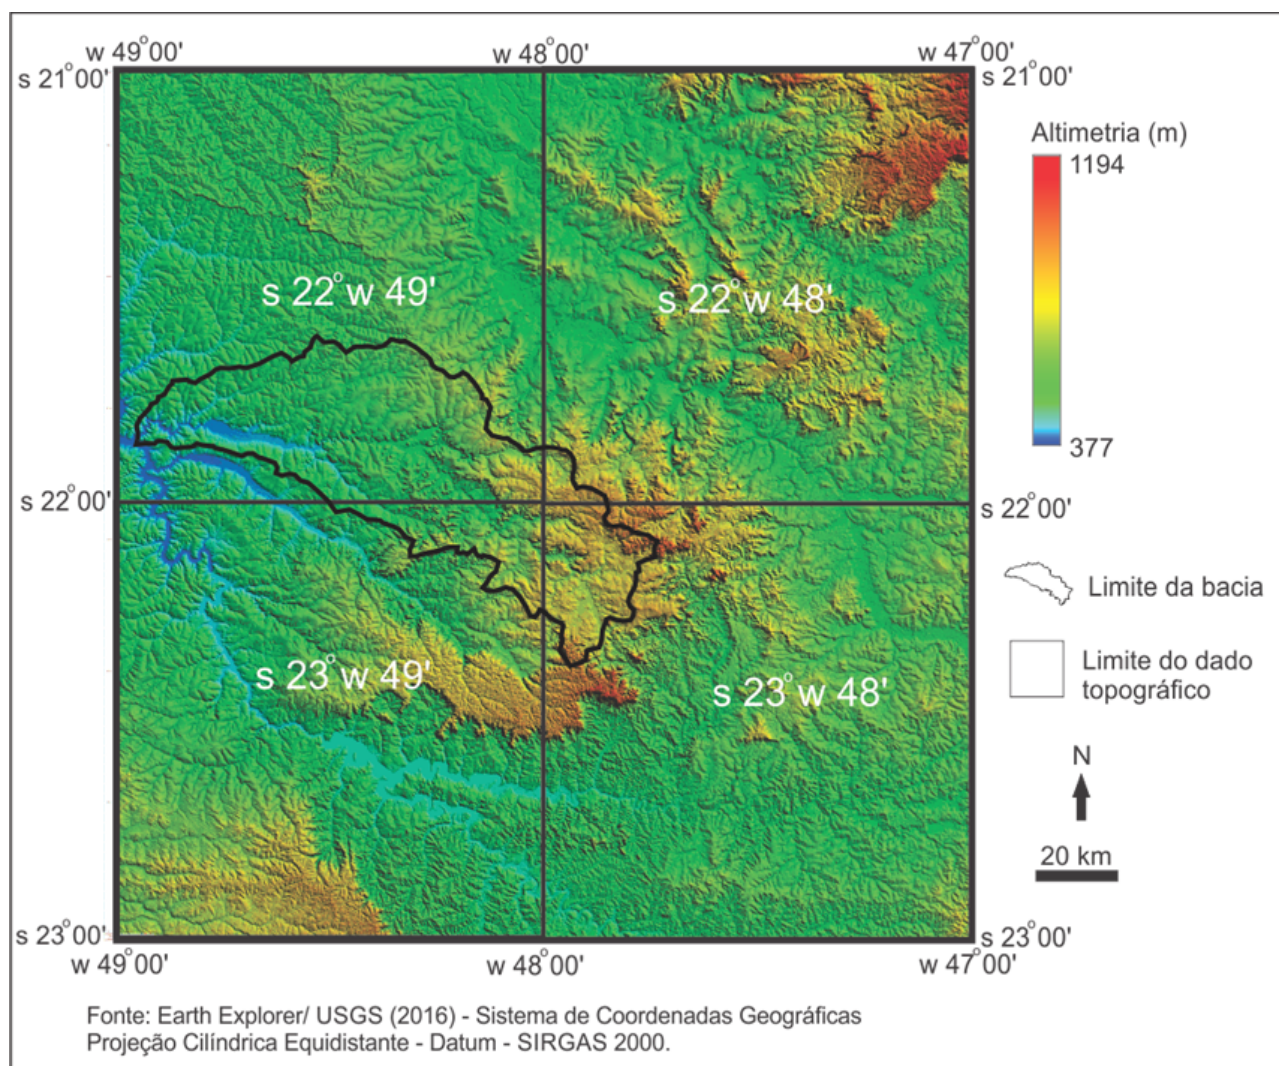 w 49°00'
w 48°00'
w 47°00'
s 21°00'
s 21°00'
Altimetria (m)
1194
377
s 22° w 49'
s 22° w 48'
s 22°00'
s 22°00'
Limite da bacia
Limite do dado
topográfico
s 23° w 49'
s 23° w 48'
N
20 km
s 23°00'
s 23°00'
w 49°00'
w 48°00'
w 47°00'
Fonte: Earth Explorer/ USGS (2016) - Sistema de Coordenadas Geográficas
Projeção Cilíndrica Equidistante - Datum - SIRGAS 2000.